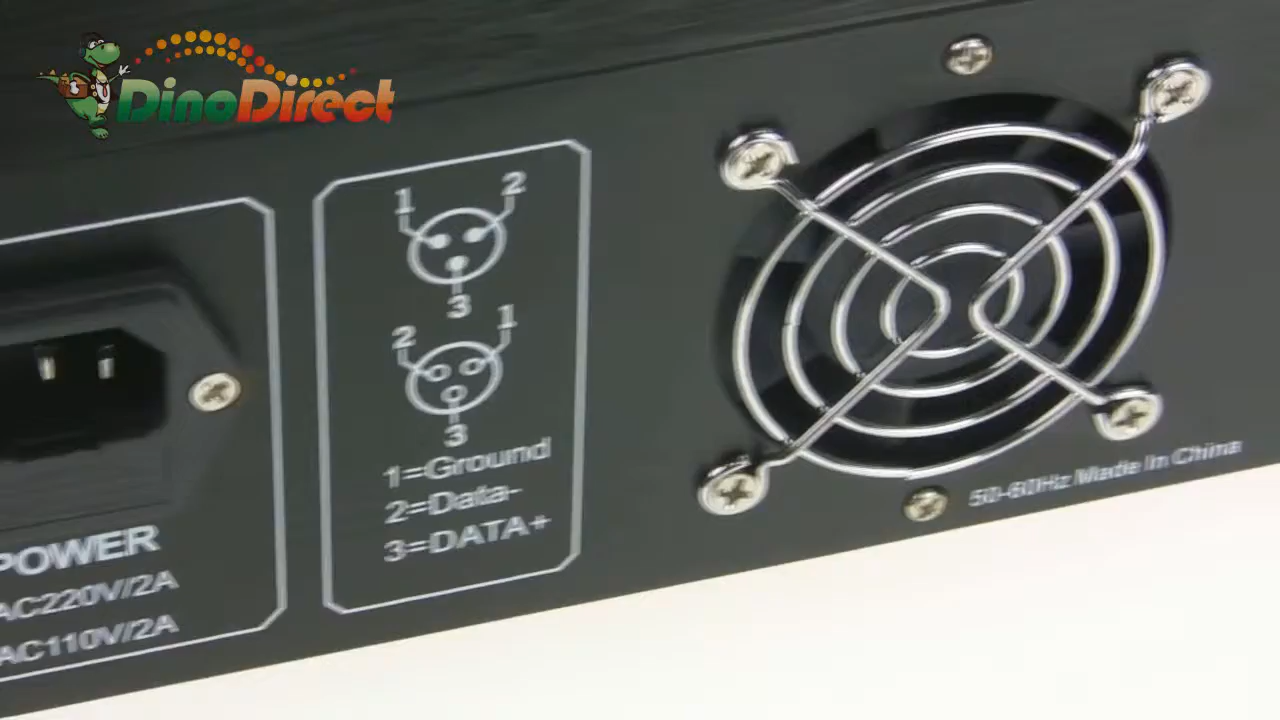 DinoDirect
1 2
3
2 1
3
1=Ground
2=Data-
3=DATA+
POWER
AC220V/2A
AC110V/2A
50-60Hz Made In China